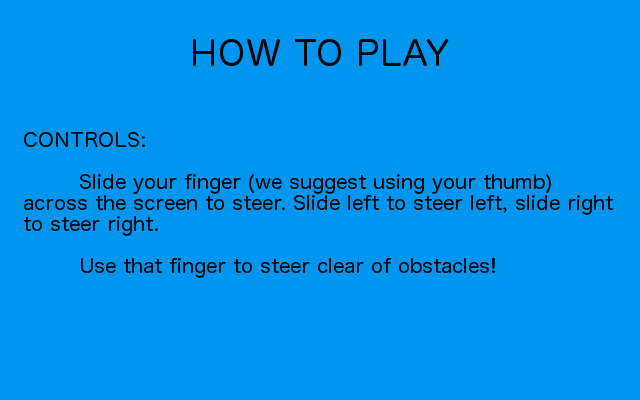 HOW TO PLAY
CONTROLS:
Slide your finger (we suggest using your thumb)
across the screen to steer. Slide left to steer left, slide right
to steer right.
Use that finger to steer clear of obstacles!